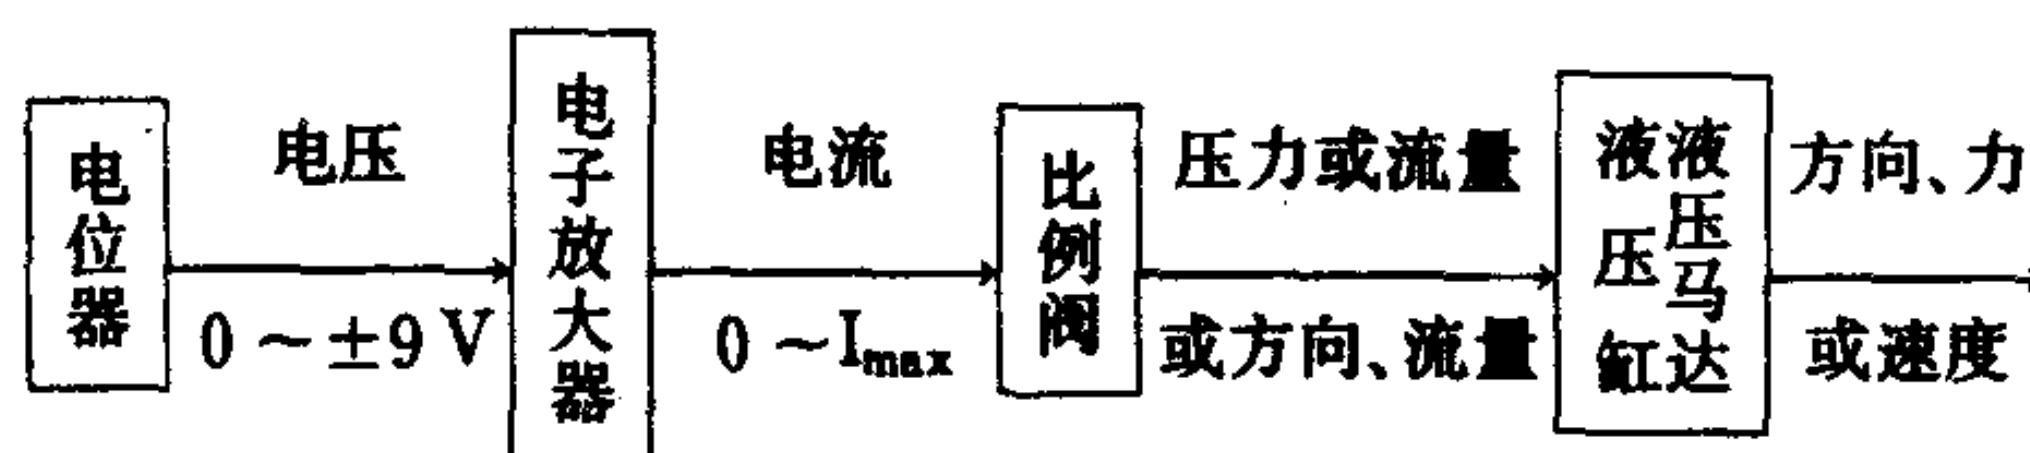 电位器
电压
0～±9 V
电子放大器
电流
0～Imax
比例阀
压力或流量
或方向、流量
液压缸
液压马达
方向、力
或速度